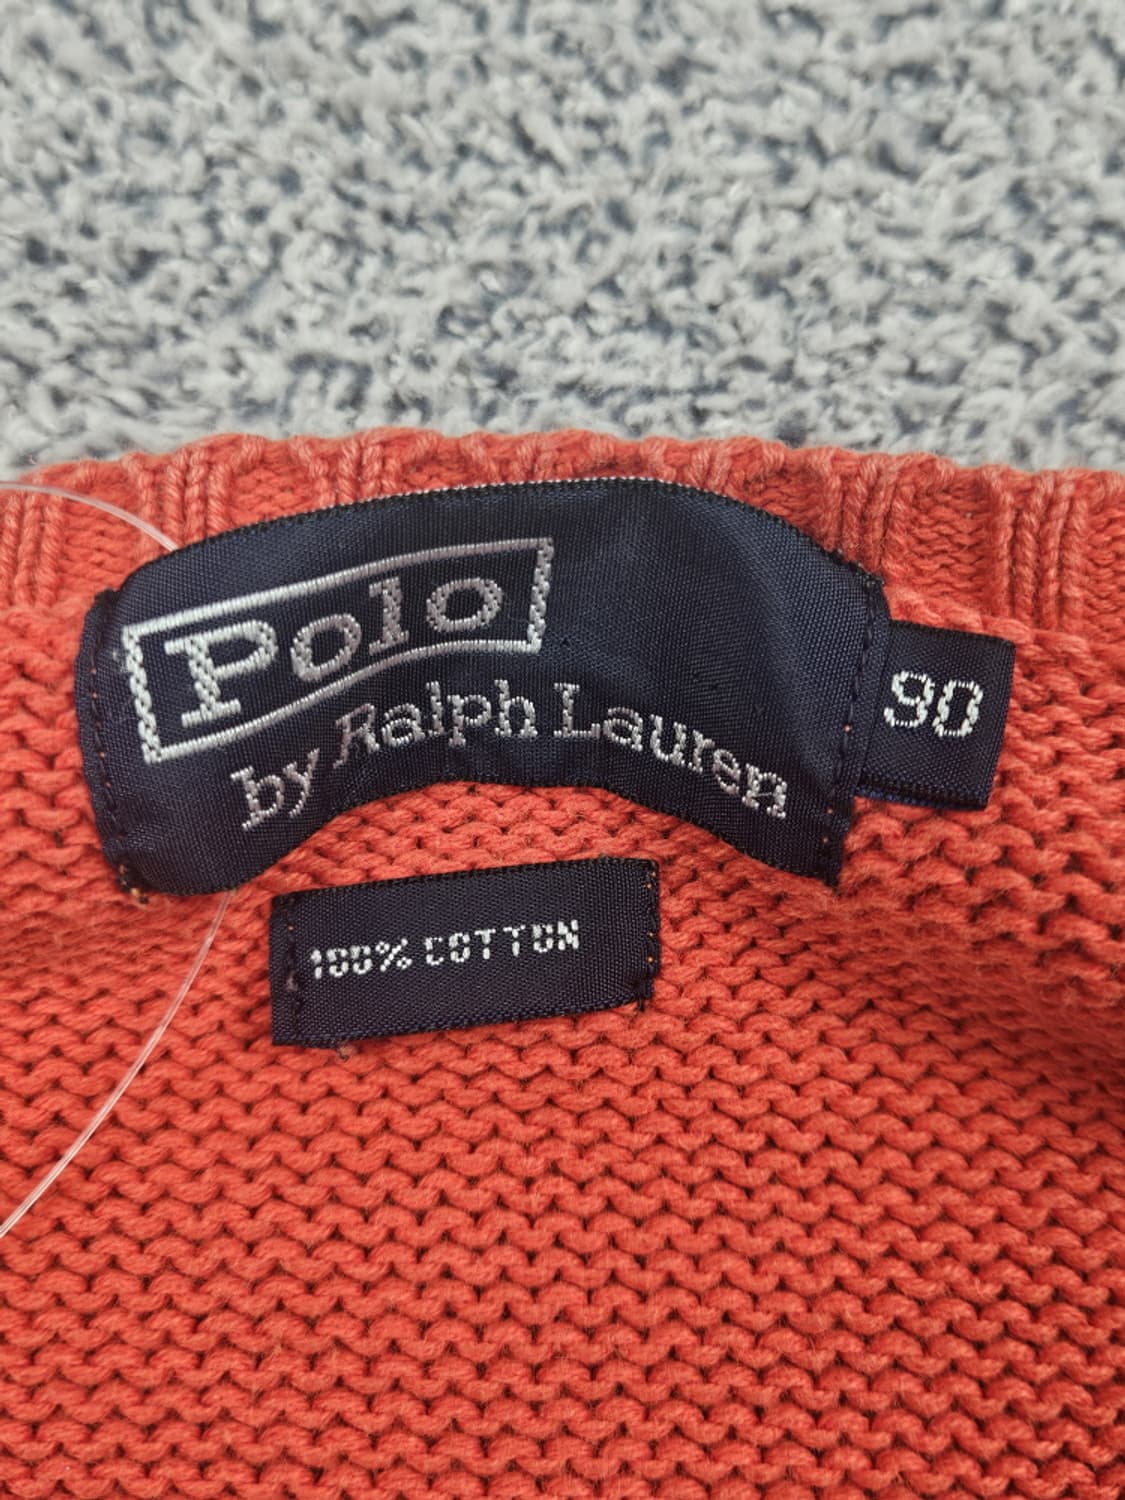 Polo
by Ralph Lauren
90
100% COTTON